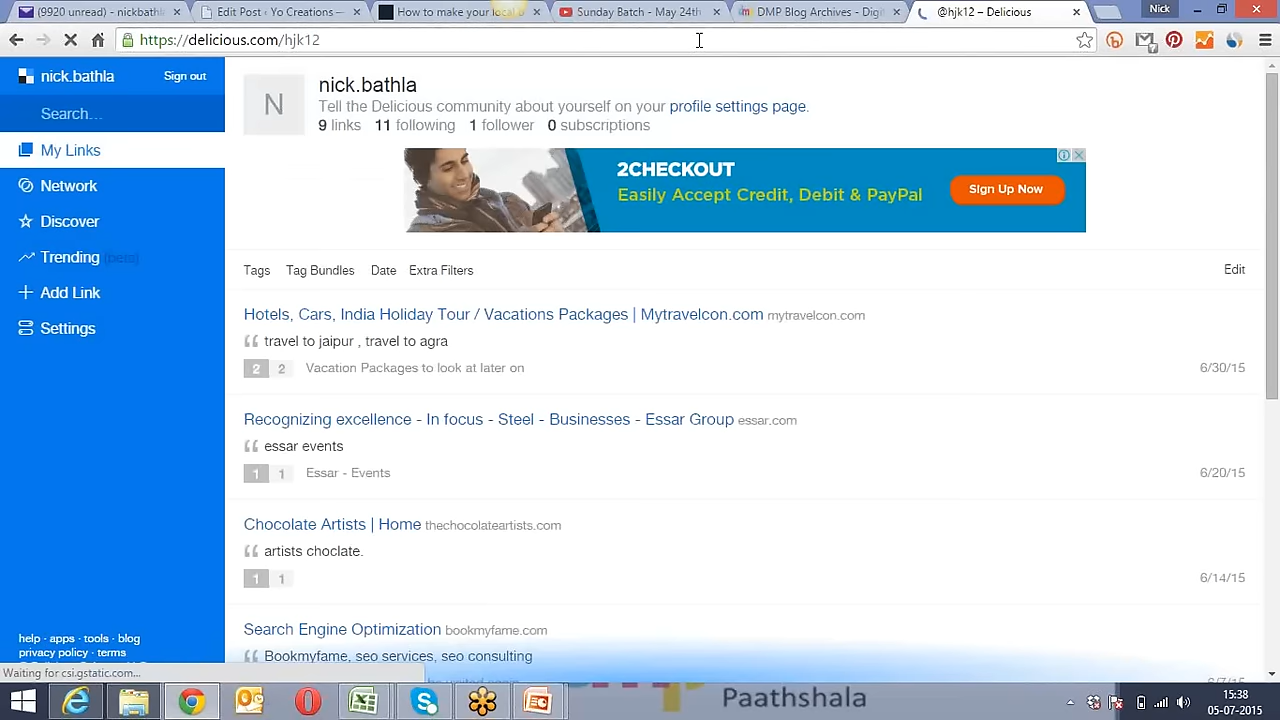 (9920 unread) - nickbathla
Edit Post ‹ Yo Creations —
How to make your local b
Sunday Batch - May 24th
DMP Blog Archives - Digi
@hjk12 – Delicious
Nick
https://delicious.com/hjk12
nick.bathla
Sign out
Search...
My Links
Network
Discover
Trending (beta)
Add Link
Settings
help · apps · tools · blog
privacy policy · terms
Waiting for csi.gstatic.com...
N
nick.bathla
Tell the Delicious community about yourself on your profile settings page.
9 links 11 following 1 follower 0 subscriptions
2CHECKOUT
Easily Accept Credit, Debit & PayPal
Sign Up Now
Tags Tag Bundles Date Extra Filters Edit
Hotels, Cars, India Holiday Tour / Vacations Packages | Mytravelcon.com mytravelcon.com
travel to jaipur , travel to agra
2 2 Vacation Packages to look at later on 6/30/15
Recognizing excellence - In focus - Steel - Businesses - Essar Group essar.com
essar events
1 1 Essar - Events 6/20/15
Chocolate Artists | Home thechocolateartists.com
artists choclate.
1 1 6/14/15
Search Engine Optimization bookmyfame.com
Bookmyfame, seo services, seo consulting
Paathshala
15:38
05-07-2015